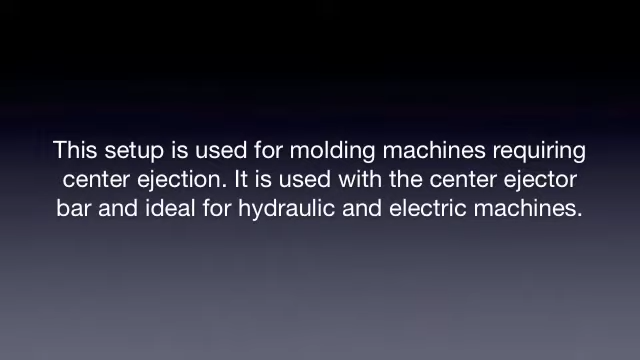 This setup is used for molding machines requiring
center ejection. It is used with the center ejector
bar and ideal for hydraulic and electric machines.